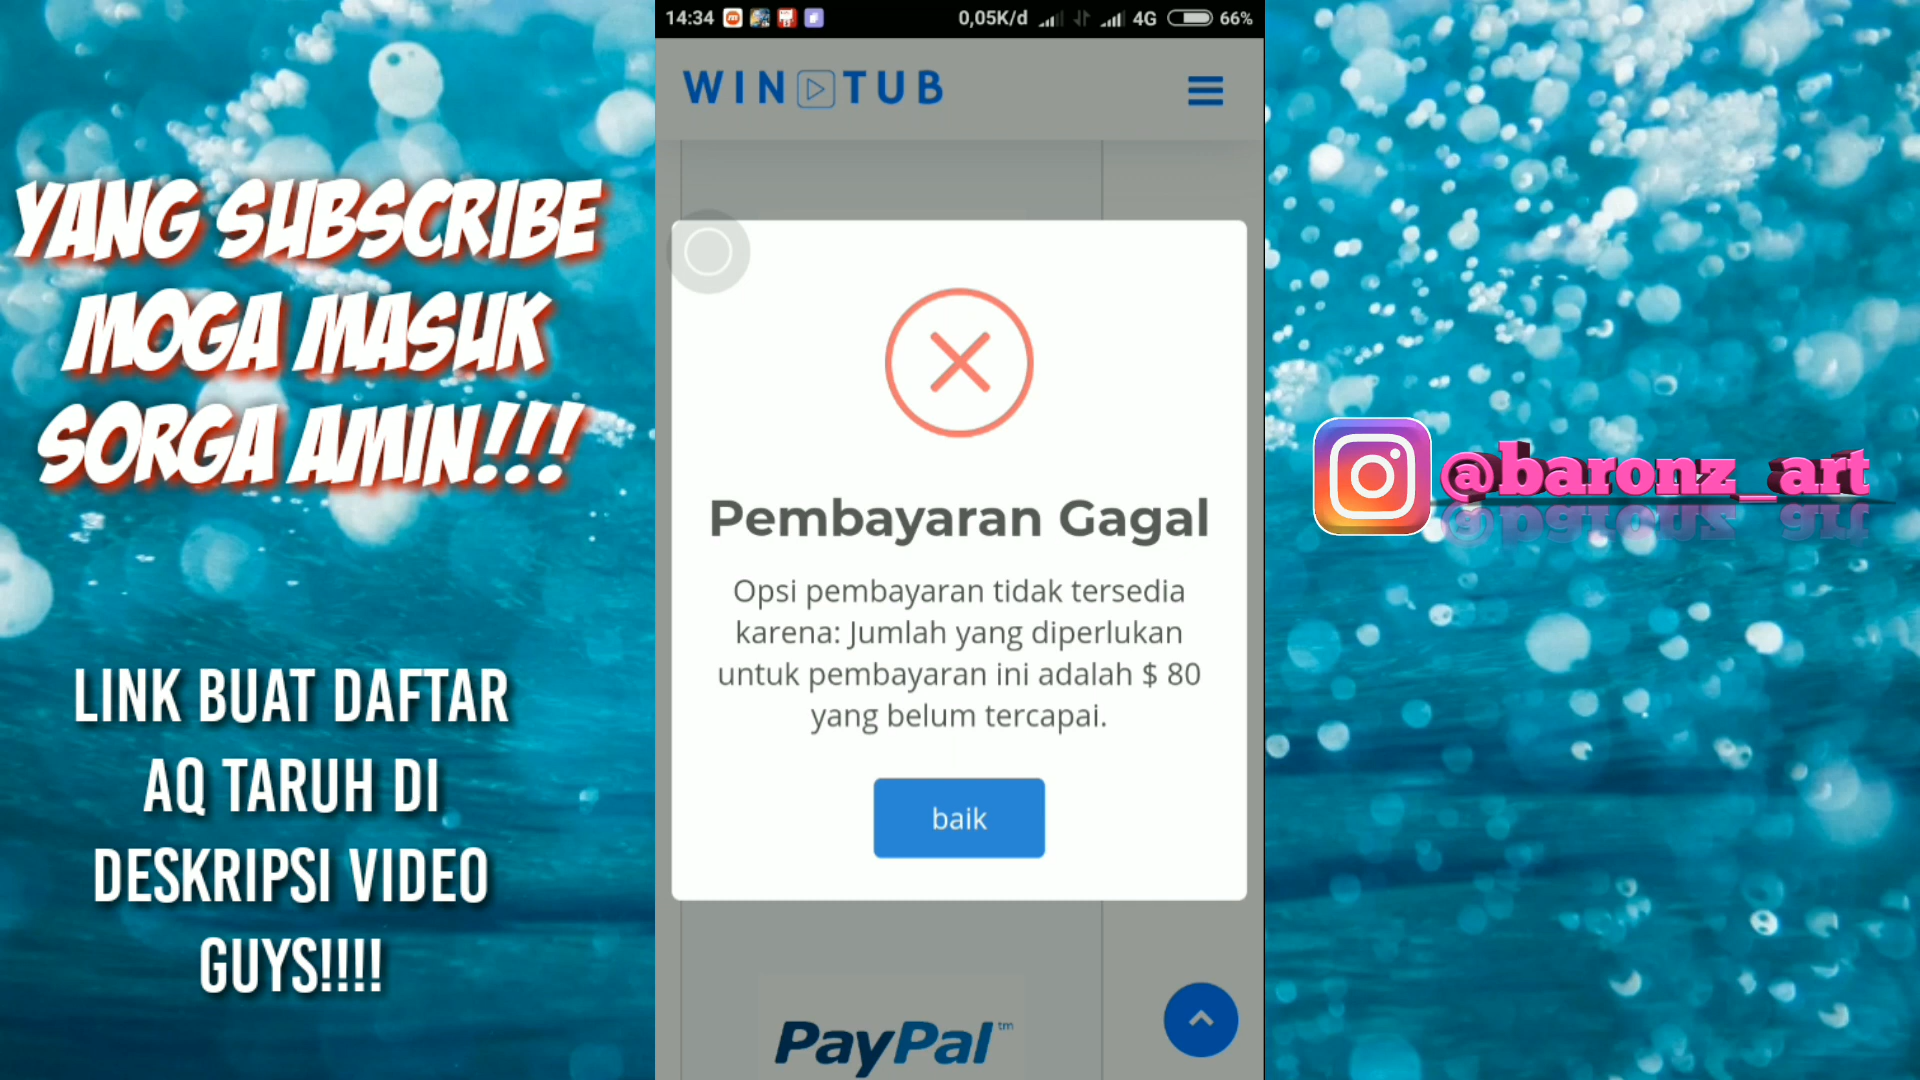 YANG SUBSCRIBE
MOGA MASUK
SORGA AMIN!!!
LINK BUAT DAFTAR
AQ TARUH DI
DESKRIPSI VIDEO
GUYS!!!!
14:34
0,05K/d
4G
66%
WIN TUB
Pembayaran Gagal
Opsi pembayaran tidak tersedia
karena: Jumlah yang diperlukan
untuk pembayaran ini adalah $ 80
yang belum tercapai.
baik
PayPal™
@baronz_art